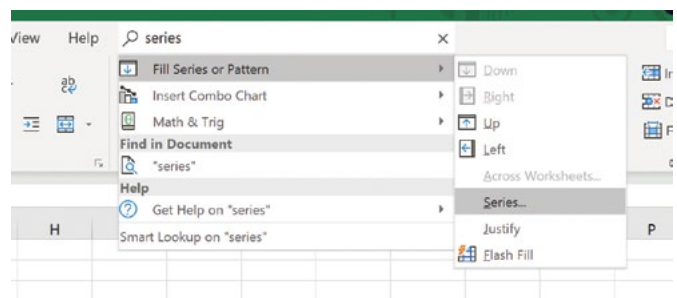 View Help
series
Fill Series or Pattern
Insert Combo Chart
Math & Trig
Find in Document
"series"
Help
Get Help on "series"
Smart Lookup on "series"
Down
Right
Up
Left
Across Worksheets...
Series...
Justify
Flash Fill
ab
H
P